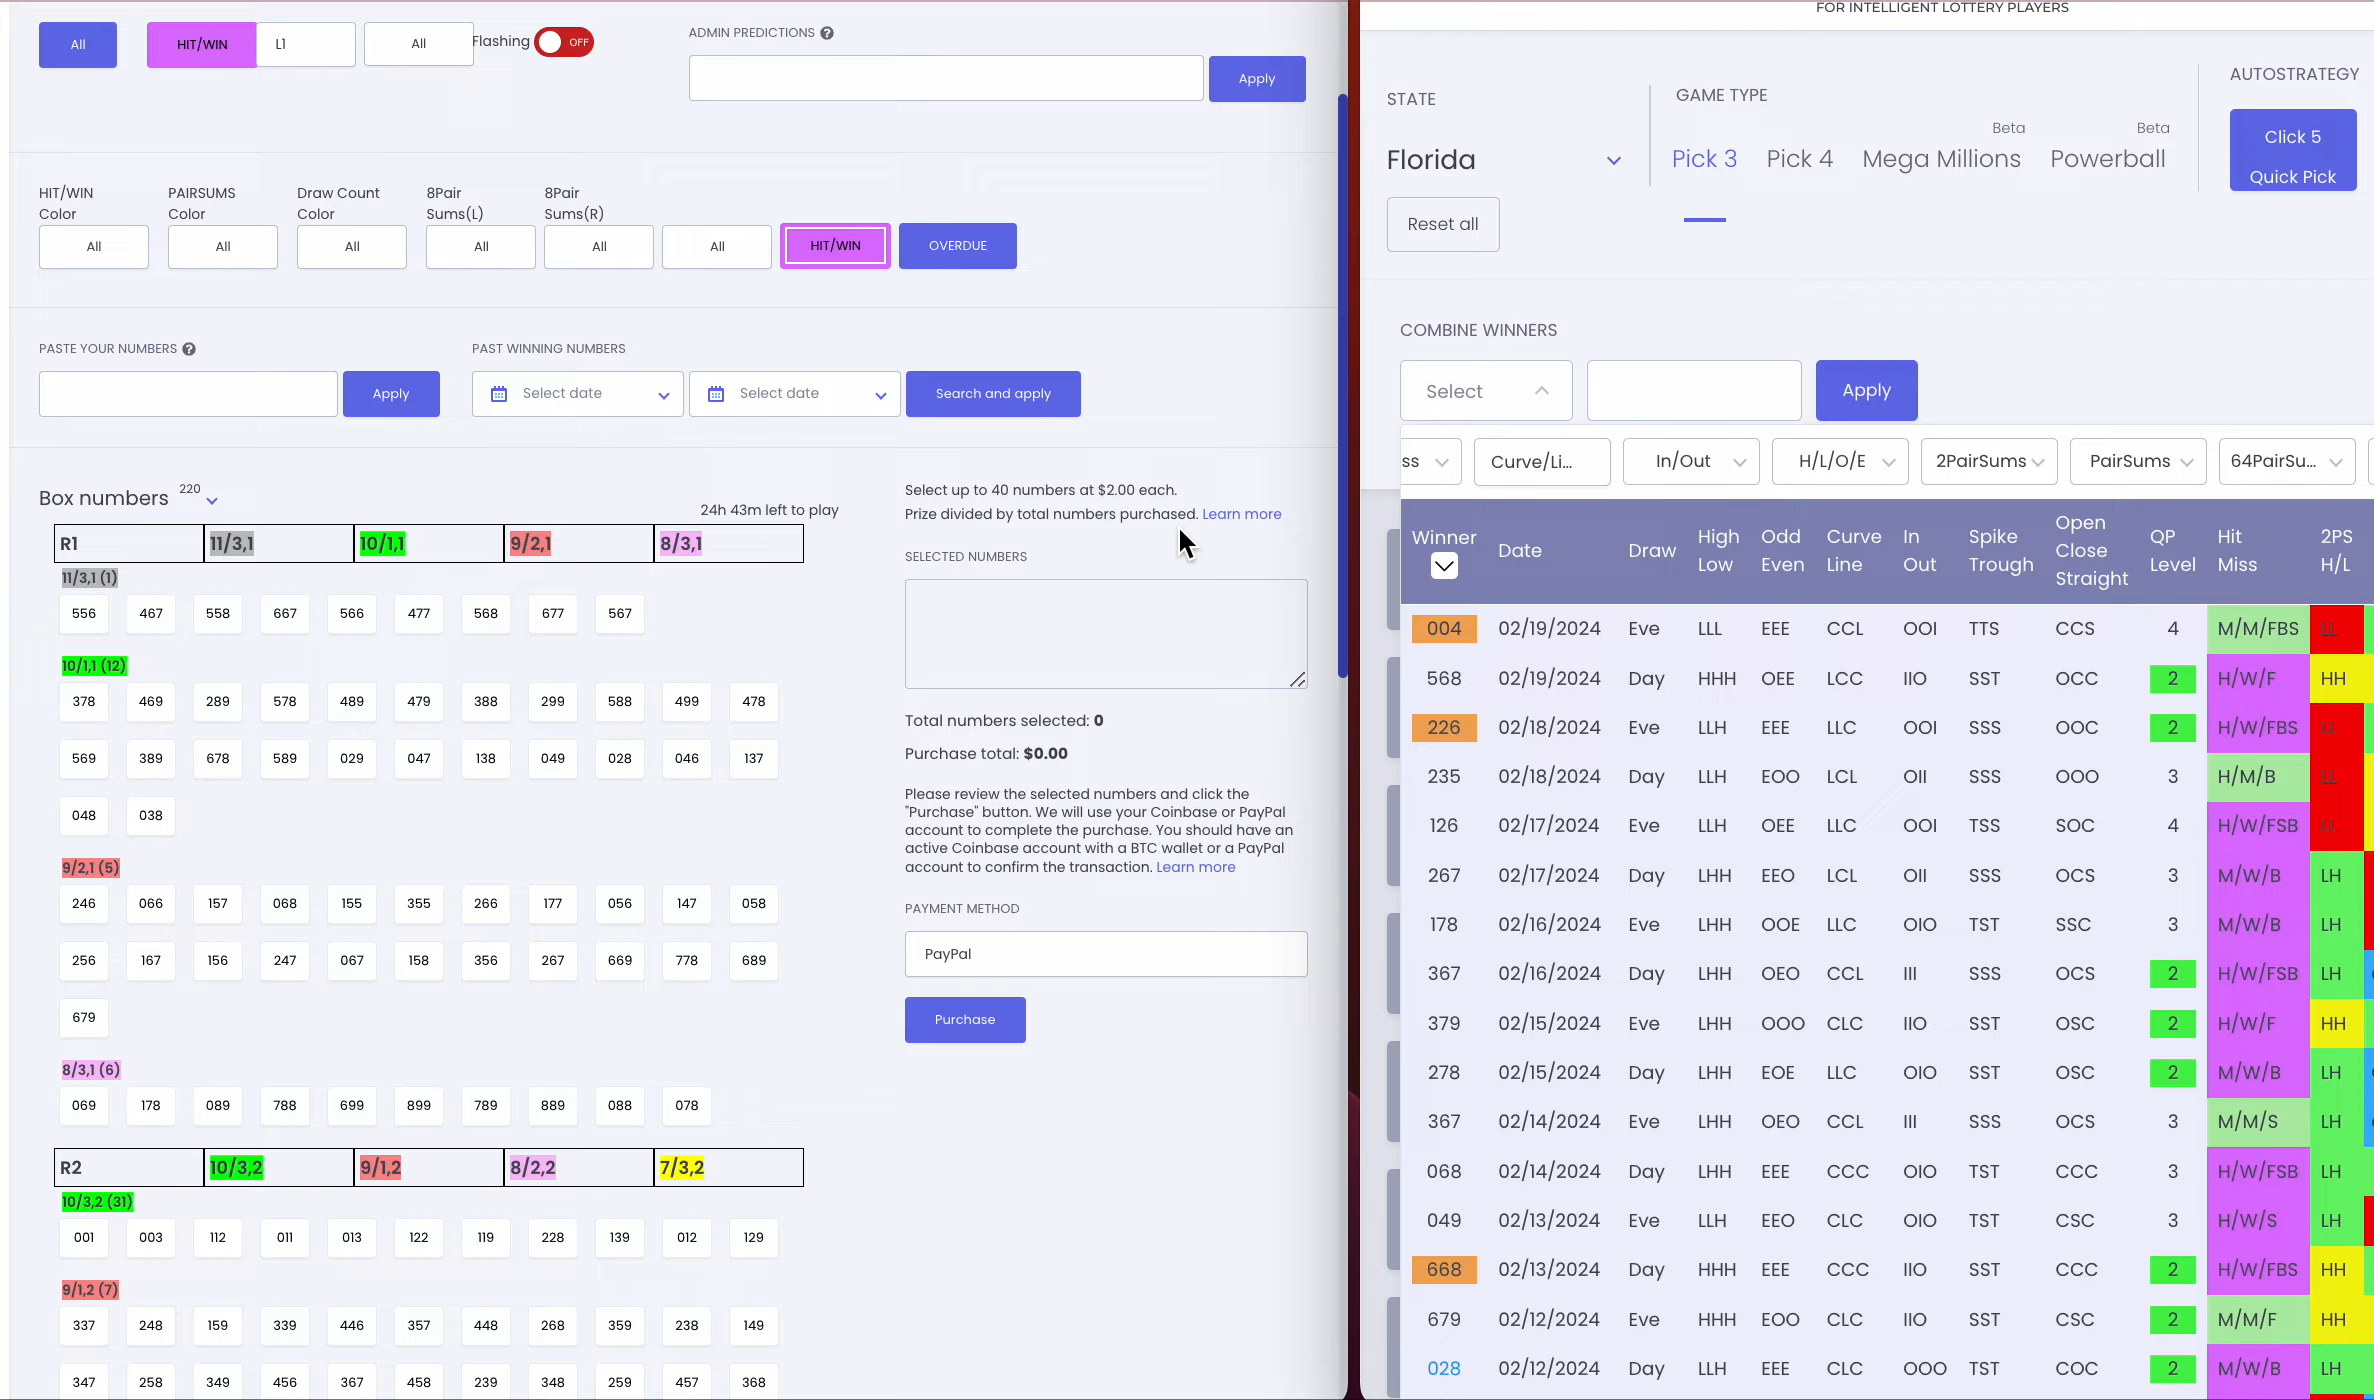 All
HIT/WIN
L1
All
Flashing
OFF
ADMIN PREDICTIONS
Apply
HIT/WIN
Color
PAIRSUMS
Color
Draw Count
Color
8Pair
Sums(L)
8Pair
Sums(R)
All
All
All
All
All
All
HIT/WIN
OVERDUE
PASTE YOUR NUMBERS
PAST WINNING NUMBERS
Apply
Select date
Select date
Search and apply
Box numbers 220
24h 43m left to play
R1 11/3,1 10/1,1 9/2,1 8/3,1
11/3,1 (1)
556 467 558 667 566 477 568 677 567
10/1,1 (12)
378 469 289 578 489 479 388 299 588 499 478
569 389 678 589 029 047 138 049 028 046 137
048 038
9/2,1 (5)
246 066 157 068 155 355 266 177 056 147 058
256 167 156 247 067 158 356 267 669 778 689
679
8/3,1 (6)
069 178 089 788 699 899 789 889 088 078
R2 10/3,2 9/1,2 8/2,2 7/3,2
10/3,2 (31)
001 003 112 011 013 122 119 228 139 012 129
9/1,2 (7)
337 248 159 339 446 357 448 268 359 238 149
347 258 349 456 367 458 239 348 259 457 368
Select up to 40 numbers at $2.00 each.
Prize divided by total numbers purchased. Learn more
SELECTED NUMBERS
Total numbers selected: 0
Purchase total: $0.00
Please review the selected numbers and click the
"Purchase" button. We will use your Coinbase or PayPal
account to complete the purchase. You should have an
active Coinbase account with a BTC wallet or a PayPal
account to confirm the transaction. Learn more
PAYMENT METHOD
PayPal
Purchase
FOR INTELLIGENT LOTTERY PLAYERS
STATE
Florida
Reset all
GAME TYPE
Pick 3
Pick 4
Beta
Mega Millions
Beta
Powerball
AUTOSTRATEGY
Click 5
Quick Pick
COMBINE WINNERS
Select
Apply
ss
Curve/Li...
In/Out
H/L/O/E
2PairSums
PairSums
64PairSu...
Winner
Date
Draw
High
Low
Odd
Even
Curve
Line
In
Out
Spike
Trough
Open
Close
Straight
QP
Level
Hit
Miss
2PS
H/L
004 02/19/2024 Eve LLL EEE CCL OOI TTS CCS 4 M/M/FBS LL
568 02/19/2024 Day HHH OEE LCC IIO SST OCC 2 H/W/F HH
226 02/18/2024 Eve LLH EEE LLC OOI SSS OOC 2 H/W/FBS LL
235 02/18/2024 Day LLH EOO LCL OII SSS OOO 3 H/M/B LL
126 02/17/2024 Eve LLH OEE LLC OOI TSS SOC 4 H/W/FSB LL
267 02/17/2024 Day LHH EEO LCL OII SSS OCS 3 M/W/B LH
178 02/16/2024 Eve LHH OOE LLC OIO TST SSC 3 M/W/B LH
367 02/16/2024 Day LHH OEO CCL III SSS OCS 2 H/W/FSB LH
379 02/15/2024 Eve LHH OOO CLC IIO SST OSC 2 H/W/F HH
278 02/15/2024 Day LHH EOE LLC OIO SST OSC 2 M/W/B LH
367 02/14/2024 Eve LHH OEO CCL III SSS OCS 3 M/M/S LH
068 02/14/2024 Day LHH EEE CCC OIO TST CCC 3 H/W/FSB LH
049 02/13/2024 Eve LLH EEO CLC OIO TST CSC 3 H/W/S LH
668 02/13/2024 Day HHH EEE CCC IIO SST CCC 2 H/W/FBS HH
679 02/12/2024 Eve HHH EOO CLC IIO SST CSC 2 M/M/F HH
028 02/12/2024 Day LLH EEE CLC OOO TST COC 2 M/W/B LH